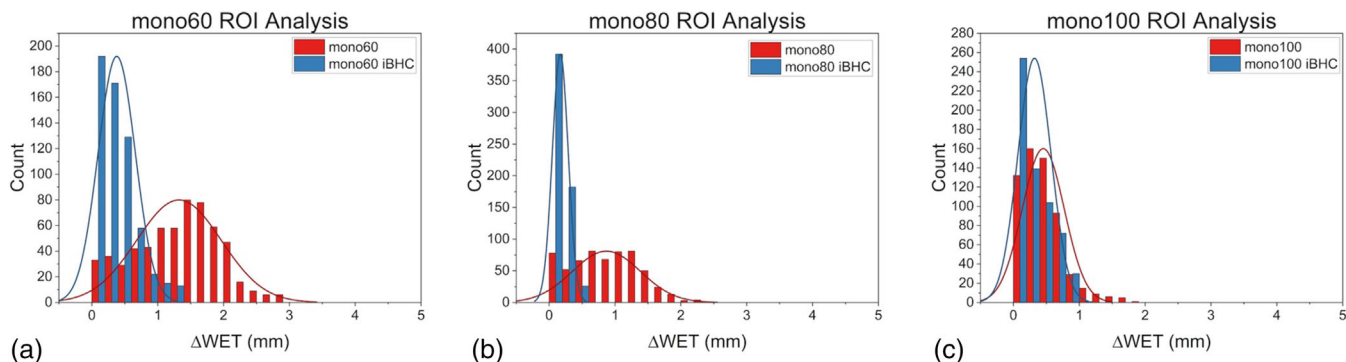 mono60 ROI Analysis
mono60
mono60 iBHC
Count
200
180
160
140
120
100
80
60
40
20
0
0 1 2 3 4 5
ΔWET (mm)
(a)
mono80 ROI Analysis
mono80
mono80 iBHC
Count
400
350
300
250
200
150
100
50
0
0 1 2 3 4 5
ΔWET (mm)
(b)
mono100 ROI Analysis
mono100
mono100 iBHC
Count
280
260
240
220
200
180
160
140
120
100
80
60
40
20
0
0 1 2 3 4 5
ΔWET (mm)
(c)